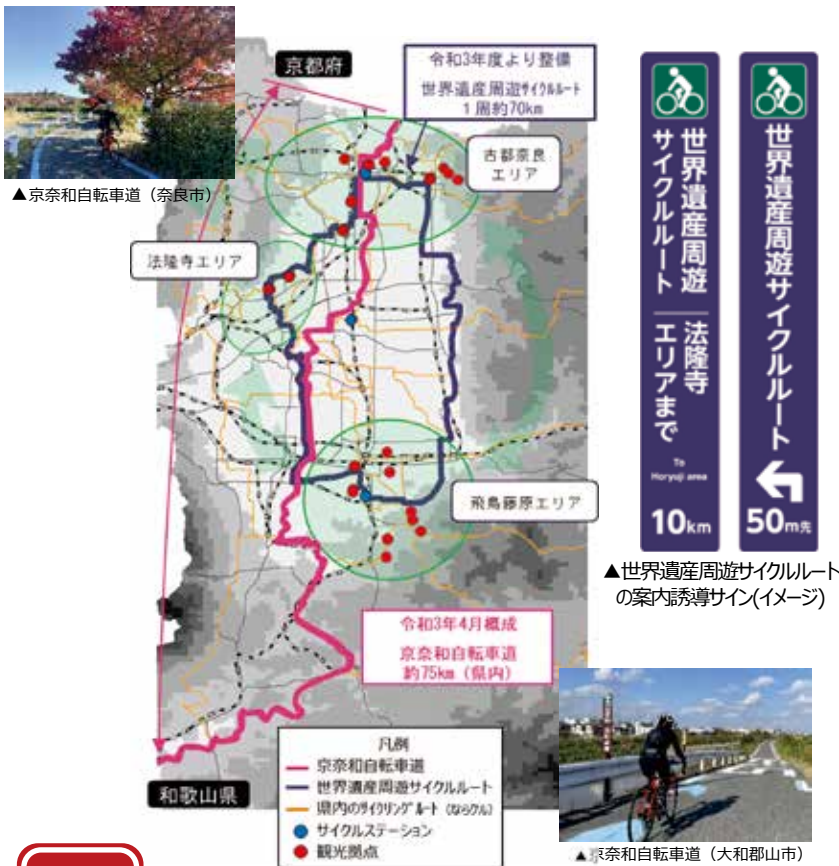 京都府
令和3年度より整備
世界遺産周遊サイクルルート
1周約70km
古都奈良
エリア
▲京奈和自転車道（奈良市）
法隆寺エリア
飛鳥藤原エリア
令和3年4月概成
京奈和自転車道
約75km（県内）
和歌山県
凡例
京奈和自転車道
世界遺産周遊サイクルルート
県内のサイクリングルート（ならクル）
サイクルステーション
観光拠点
世界遺産周遊
サイクルルート
法隆寺
エリアまで
To
Horyuji area
10km
世界遺産周遊サイクルルート
50m先
▲世界遺産周遊サイクルルート
の案内誘導サイン(イメージ)
▲京奈和自転車道（大和郡山市）